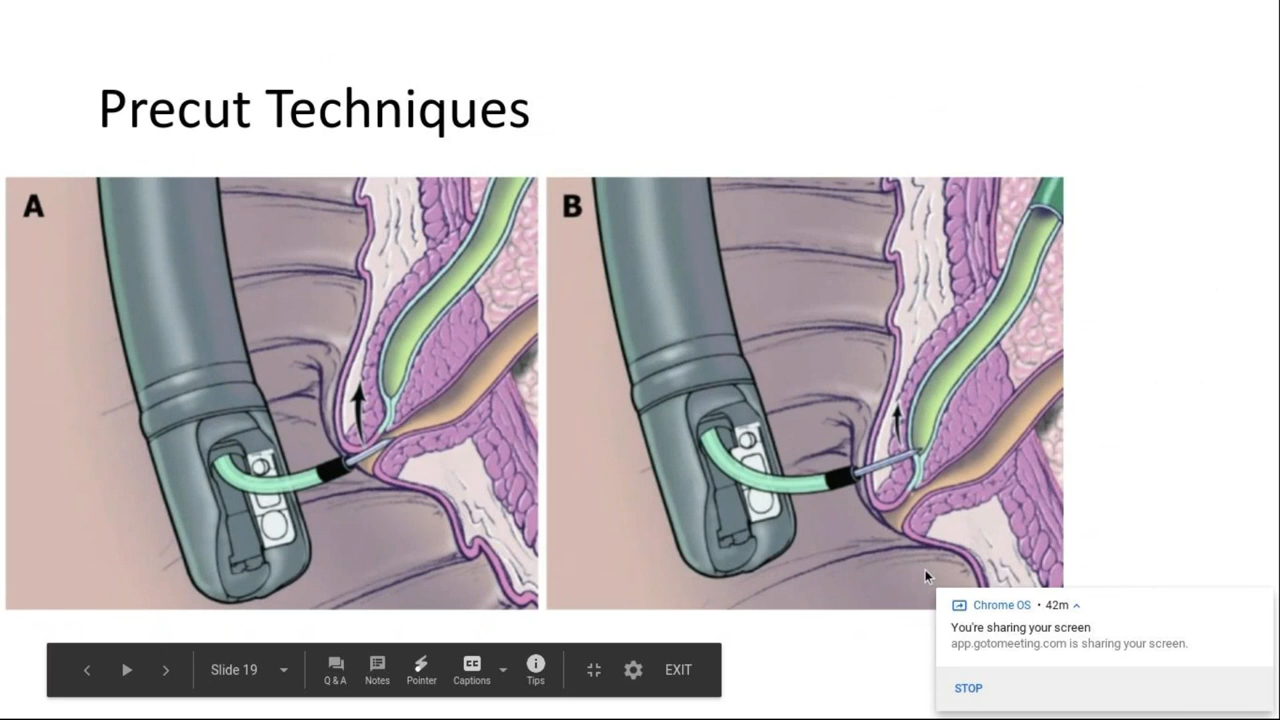 Precut Techniques
A
B
Chrome OS • 42m
You're sharing your screen
app.gotomeeting.com is sharing your screen.
STOP
Slide 19
Q & A
Notes
Pointer
CC
Captions
Tips
EXIT